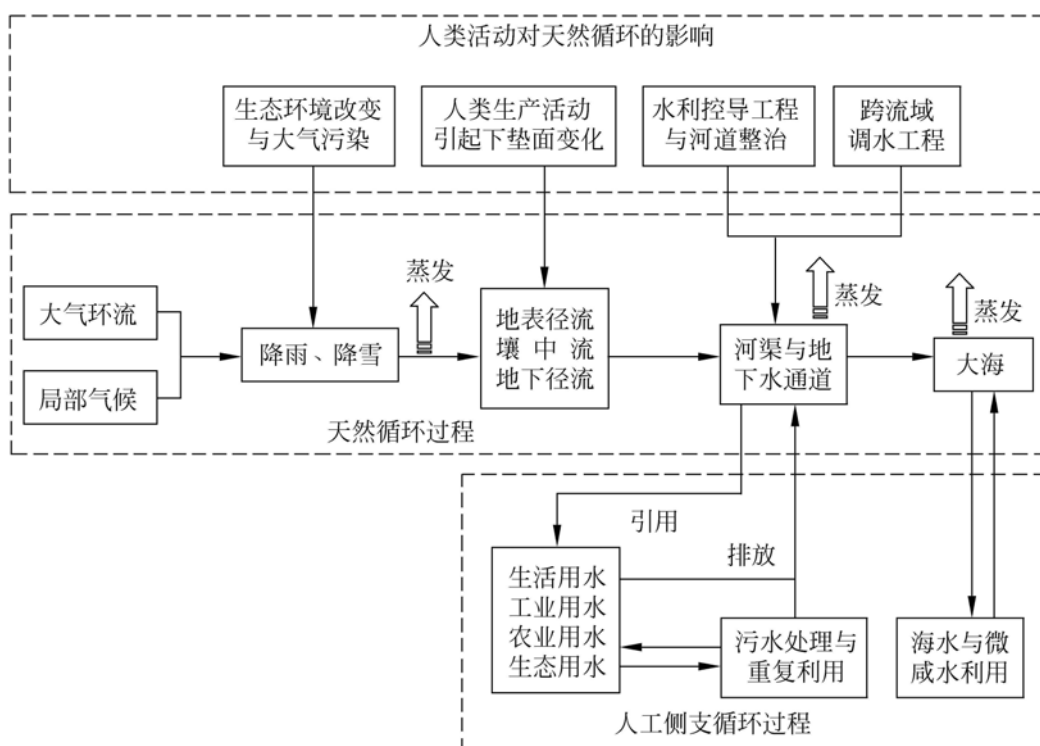 人类活动对天然循环的影响
生态环境改变
与大气污染
人类生产活动
引起下垫面变化
水利控导工程
与河道整治
跨流域
调水工程
大气环流
局部气候
降雨、降雪
蒸发
地表径流
壤中流
地下径流
蒸发
河渠与地
下水通道
蒸发
大海
天然循环过程
引用
排放
生活用水
工业用水
农业用水
生态用水
污水处理与
重复利用
海水与微
咸水利用
人工侧支循环过程